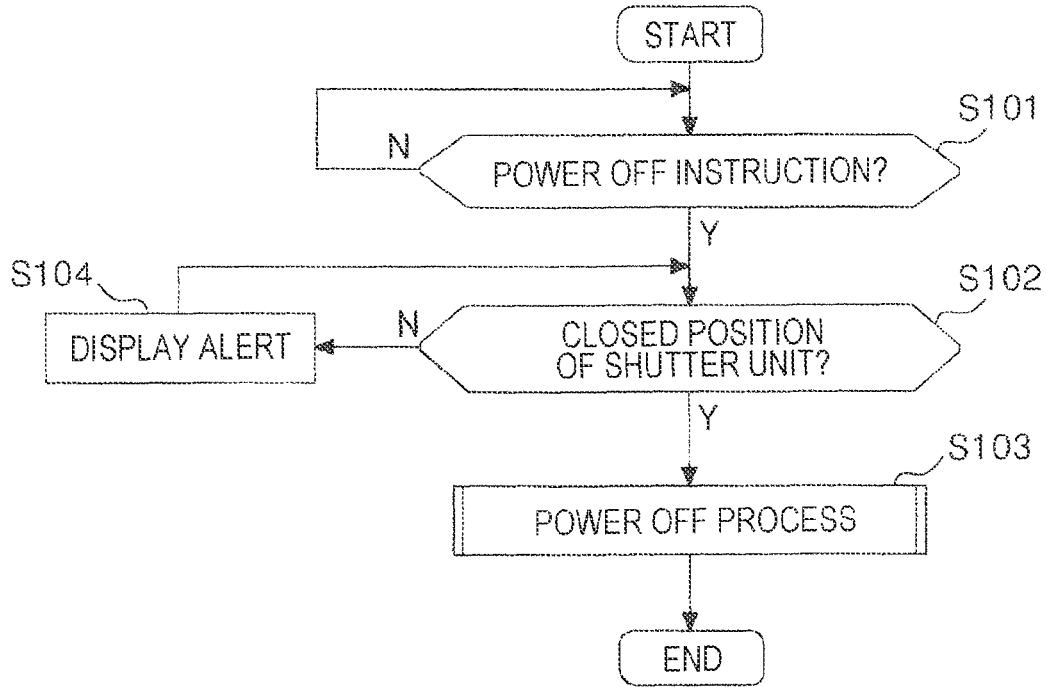 START
S101
N
POWER OFF INSTRUCTION?
Y
S104
S102
N
DISPLAY ALERT
CLOSED POSITION
OF SHUTTER UNIT?
Y
S103
POWER OFF PROCESS
END